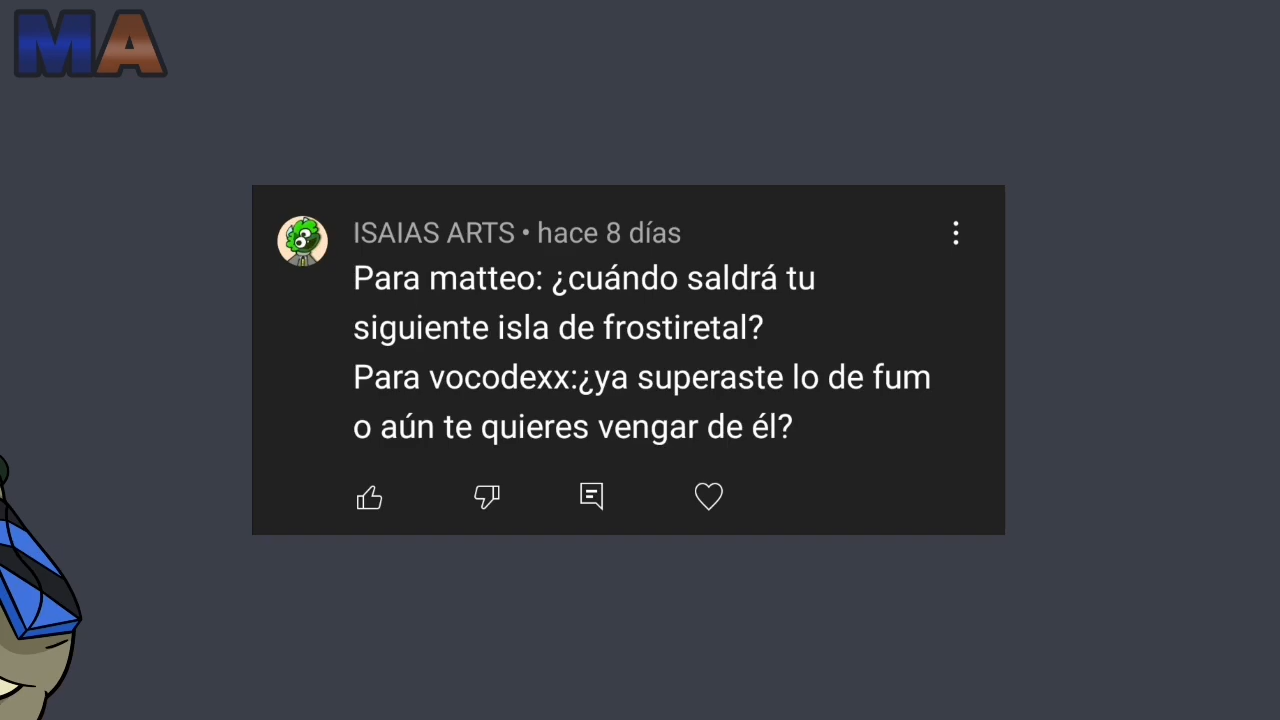 MA
ISAIAS ARTS • hace 8 días
Para matteo: ¿cuándo saldrá tu
siguiente isla de frostiretal?
Para vocodexx:¿ya superaste lo de fum
o aún te quieres vengar de él?